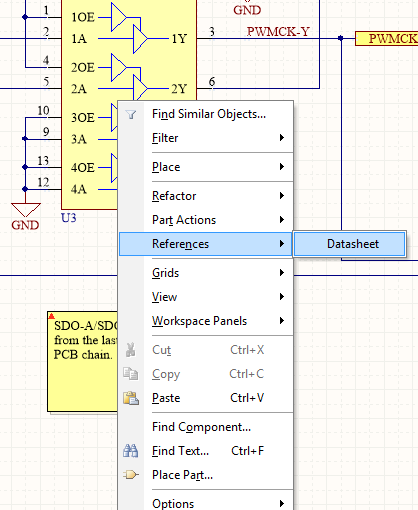 GND
1
1OE
2
1A
1Y
3
PWMCK-Y
PWMCK
4
2OE
5
2A
2Y
6
10
3OE
9
3A
13
4OE
12
4A
GND
U3
Find Similar Objects...
Filter
Place
Refactor
Part Actions
References
Datasheet
Grids
View
Workspace Panels
Cut Ctrl+X
Copy Ctrl+C
Paste Ctrl+V
Find Component...
Find Text... Ctrl+F
Place Part...
Options
SDO-A/SDO
from the las
PCB chain.